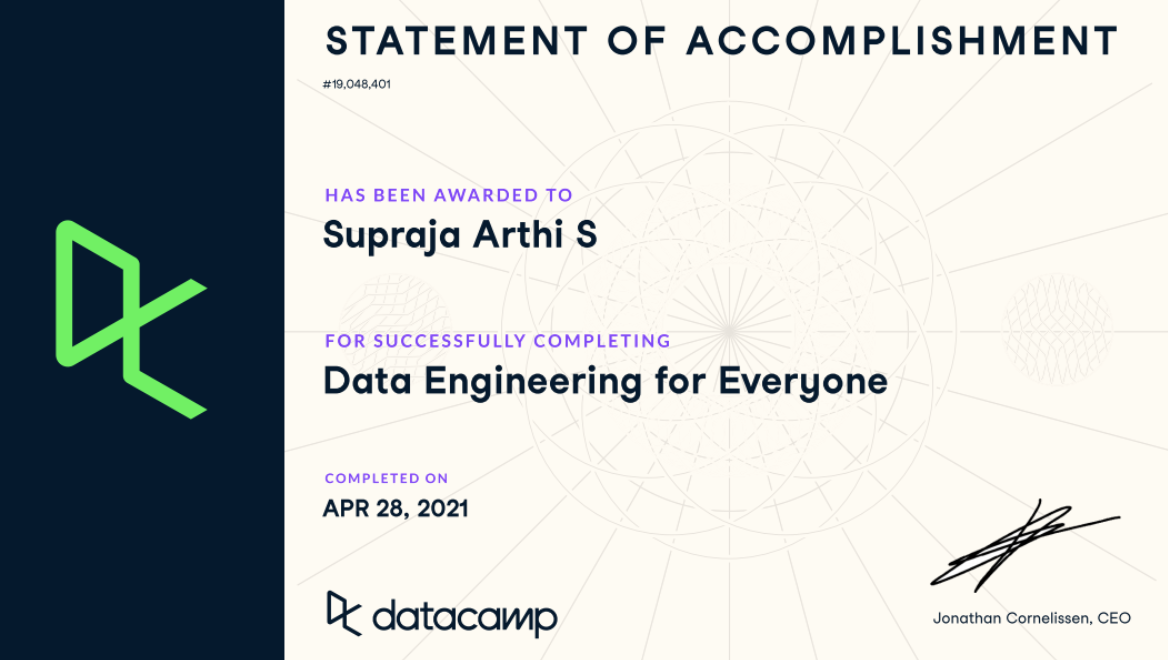 STATEMENT OF ACCOMPLISHMENT
#19,048,401
HAS BEEN AWARDED TO
Supraja Arthi S
FOR SUCCESSFULLY COMPLETING
Data Engineering for Everyone
COMPLETED ON
APR 28, 2021
datacamp
Jonathan Cornelissen, CEO